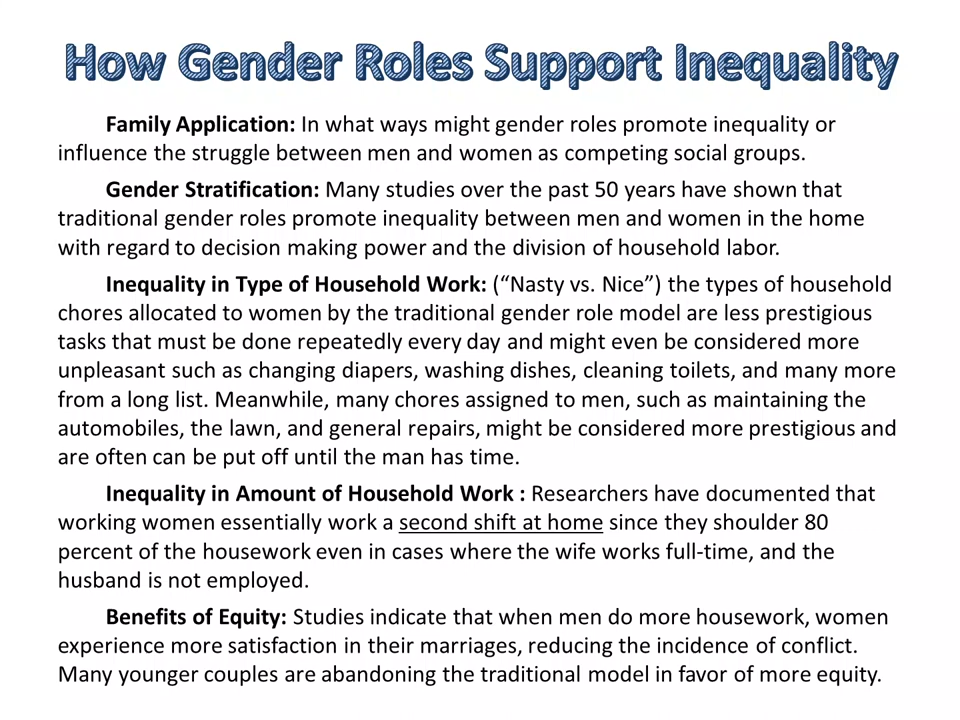 How Gender Roles Support Inequality
Family Application: In what ways might gender roles promote inequality or
influence the struggle between men and women as competing social groups.
Gender Stratification: Many studies over the past 50 years have shown that
traditional gender roles promote inequality between men and women in the home
with regard to decision making power and the division of household labor.
Inequality in Type of Household Work: (“Nasty vs. Nice”) the types of household
chores allocated to women by the traditional gender role model are less prestigious
tasks that must be done repeatedly every day and might even be considered more
unpleasant such as changing diapers, washing dishes, cleaning toilets, and many more
from a long list. Meanwhile, many chores assigned to men, such as maintaining the
automobiles, the lawn, and general repairs, might be considered more prestigious and
are often can be put off until the man has time.
Inequality in Amount of Household Work : Researchers have documented that
working women essentially work a second shift at home since they shoulder 80
percent of the housework even in cases where the wife works full-time, and the
husband is not employed.
Benefits of Equity: Studies indicate that when men do more housework, women
experience more satisfaction in their marriages, reducing the incidence of conflict.
Many younger couples are abandoning the traditional model in favor of more equity.